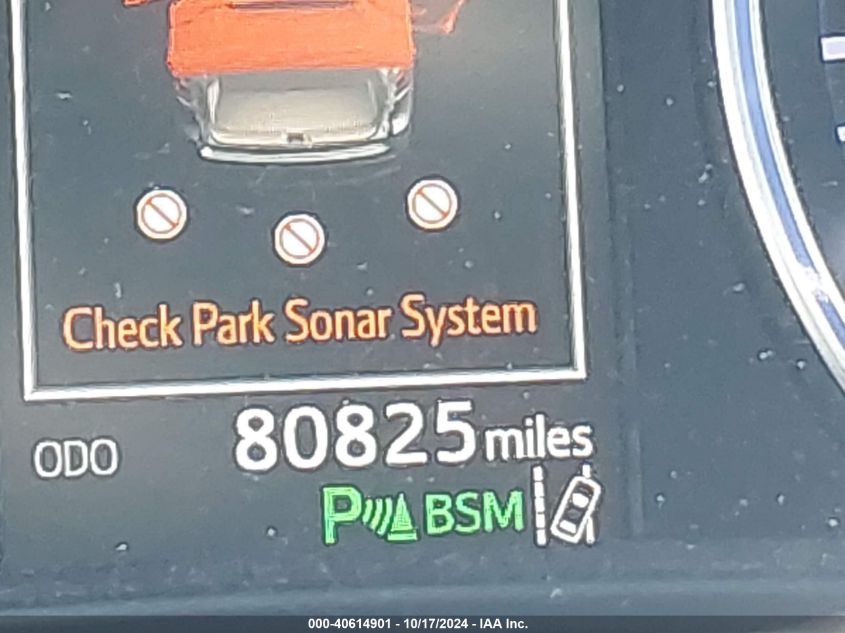 Check Park Sonar System
ODO 80825 miles
P BSM
000-40614901 - 10/17/2024 - IAA Inc.